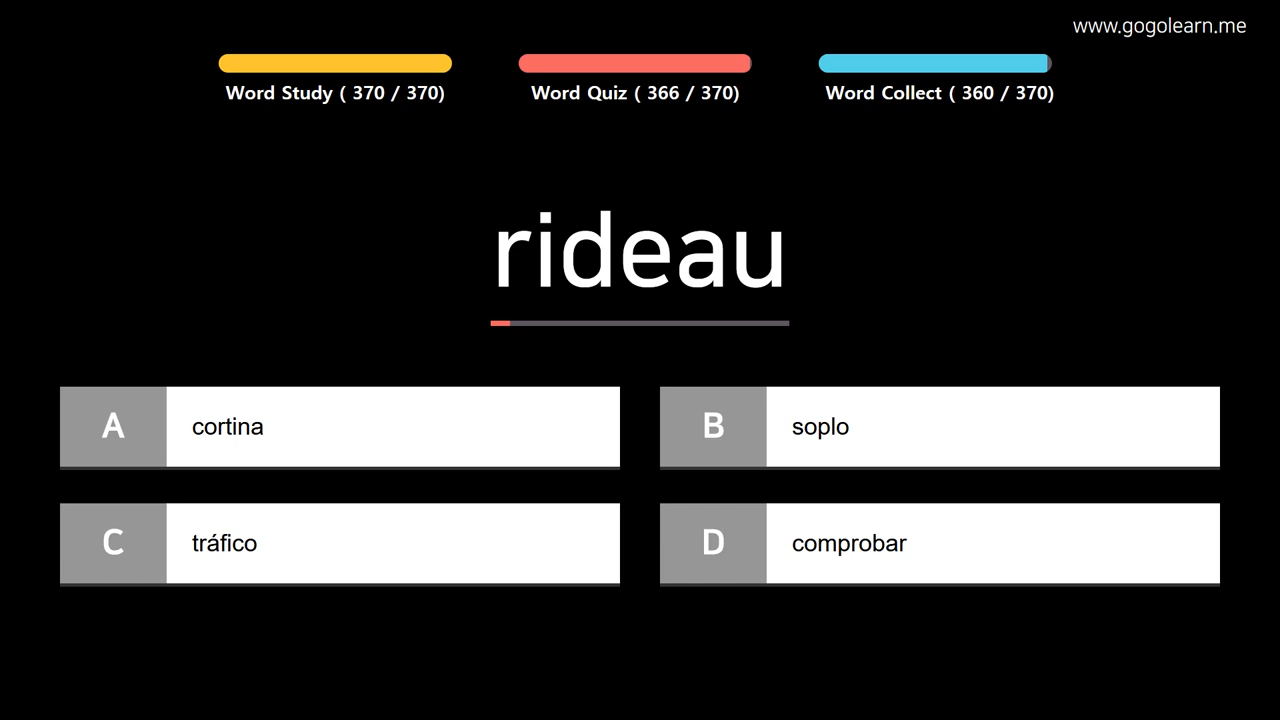 www.gogolearn.me
Word Study ( 370 / 370)
Word Quiz ( 366 / 370)
Word Collect ( 360 / 370)
rideau
A cortina
B soplo
C tráfico
D comprobar